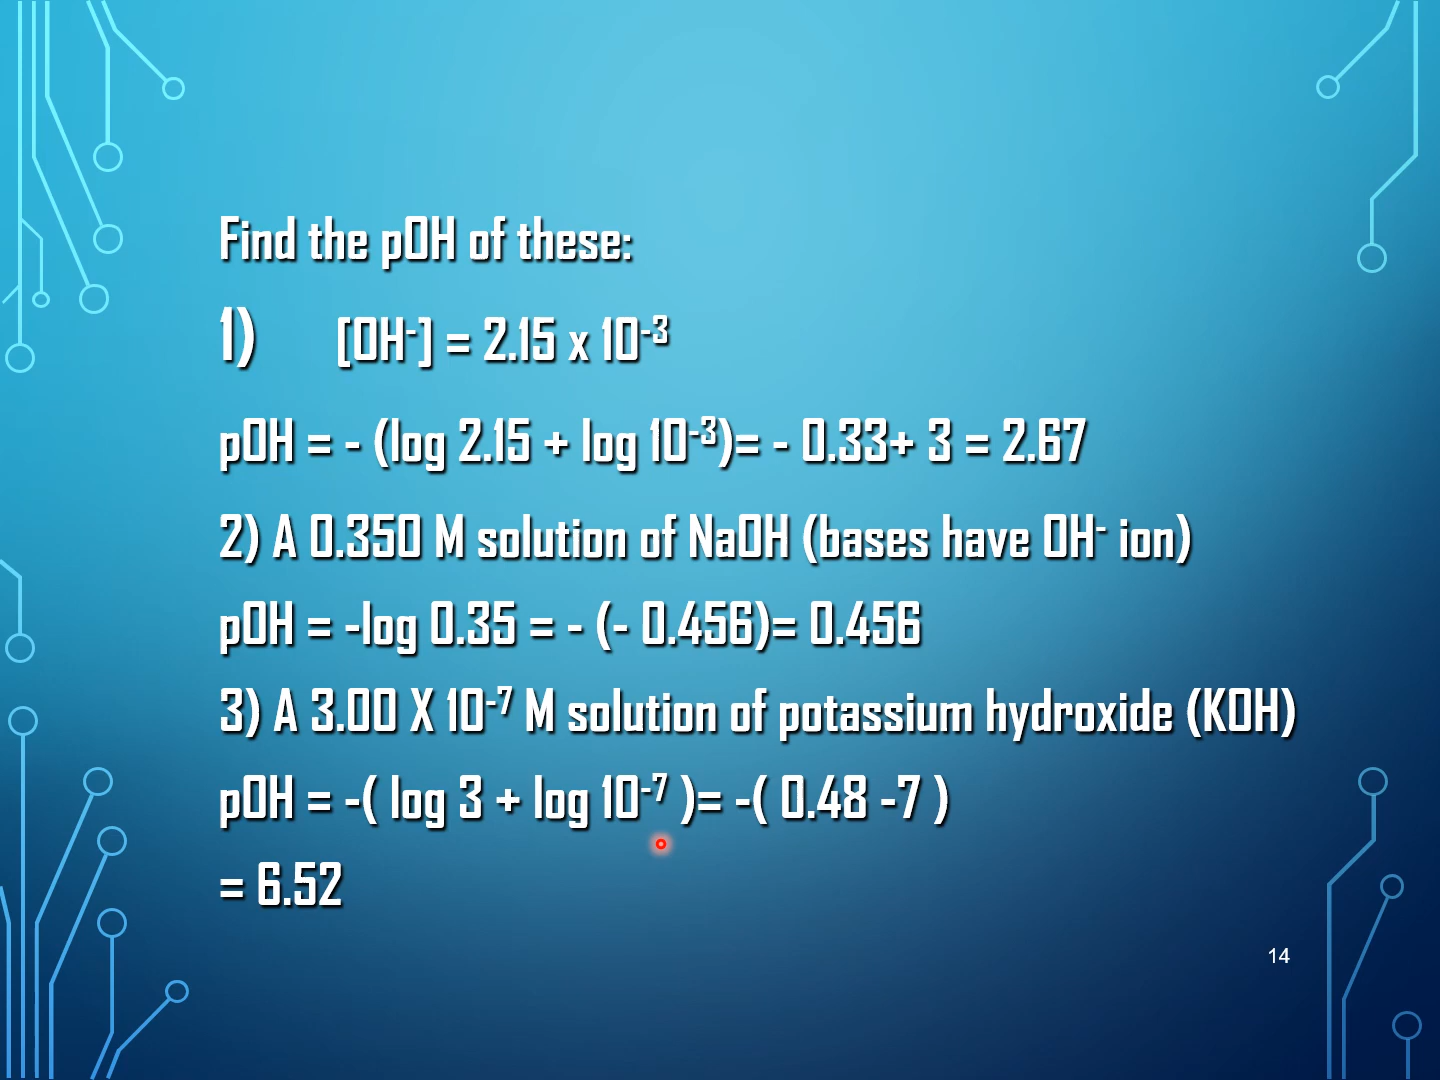 Find the pOH of these:
1) [OH⁻] = 2.15 x 10⁻³
pOH = - (log 2.15 + log 10⁻³)= - 0.33+ 3 = 2.67
2) A 0.350 M solution of NaOH (bases have OH⁻ ion)
pOH = -log 0.35 = - (- 0.456)= 0.456
3) A 3.00 X 10⁻⁷ M solution of potassium hydroxide (KOH)
pOH = -( log 3 + log 10⁻⁷ )= -( 0.48 -7 )
= 6.52
14